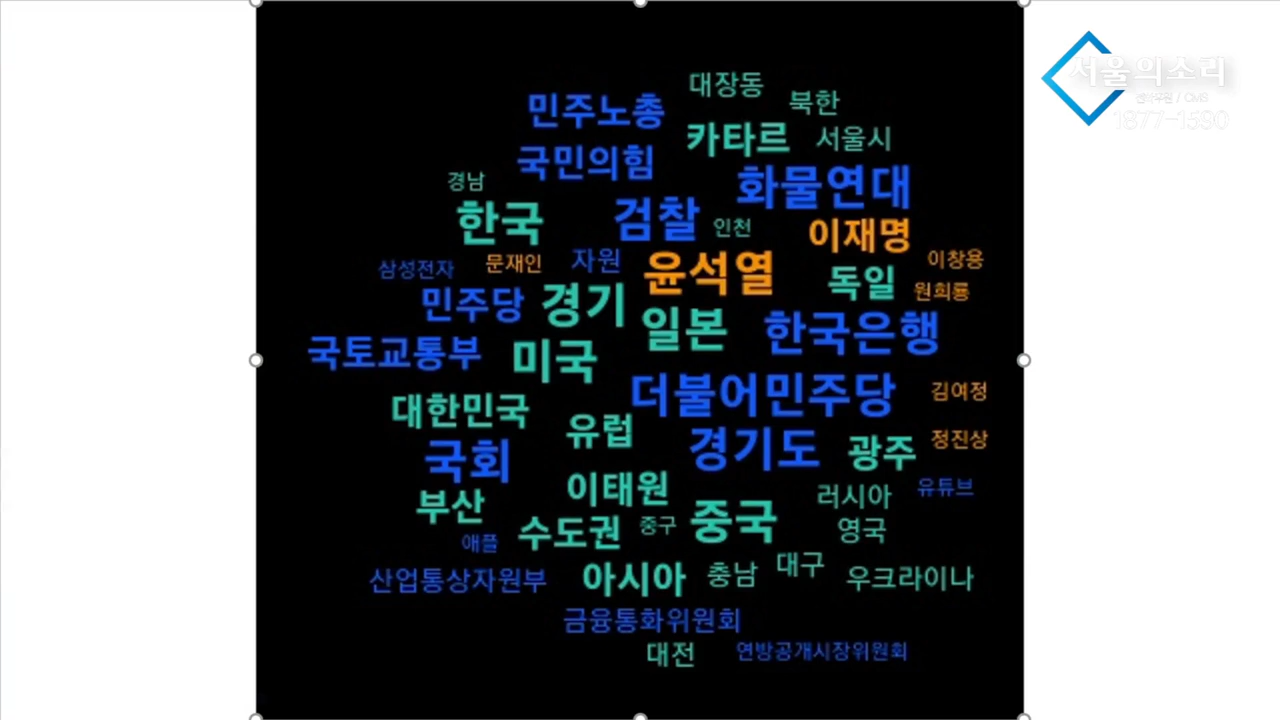 대장동
북한
민주노총
카타르
서울시
국민의힘
화물연대
경남
한국
검찰
인천
이재명
삼성전자
문재인
자원
윤석열
독일
이창용
원희룡
민주당
경기
일본
한국은행
국토교통부
미국
더불어민주당
김여정
대한민국
유럽
경기도
광주
정진상
국회
이태원
러시아
유튜브
부산
수도권
중구
중국
영국
애플
산업통상자원부
아시아
충남
대구
우크라이나
금융통화위원회
대전
연방공개시장위원회
서울의소리
1877-1580